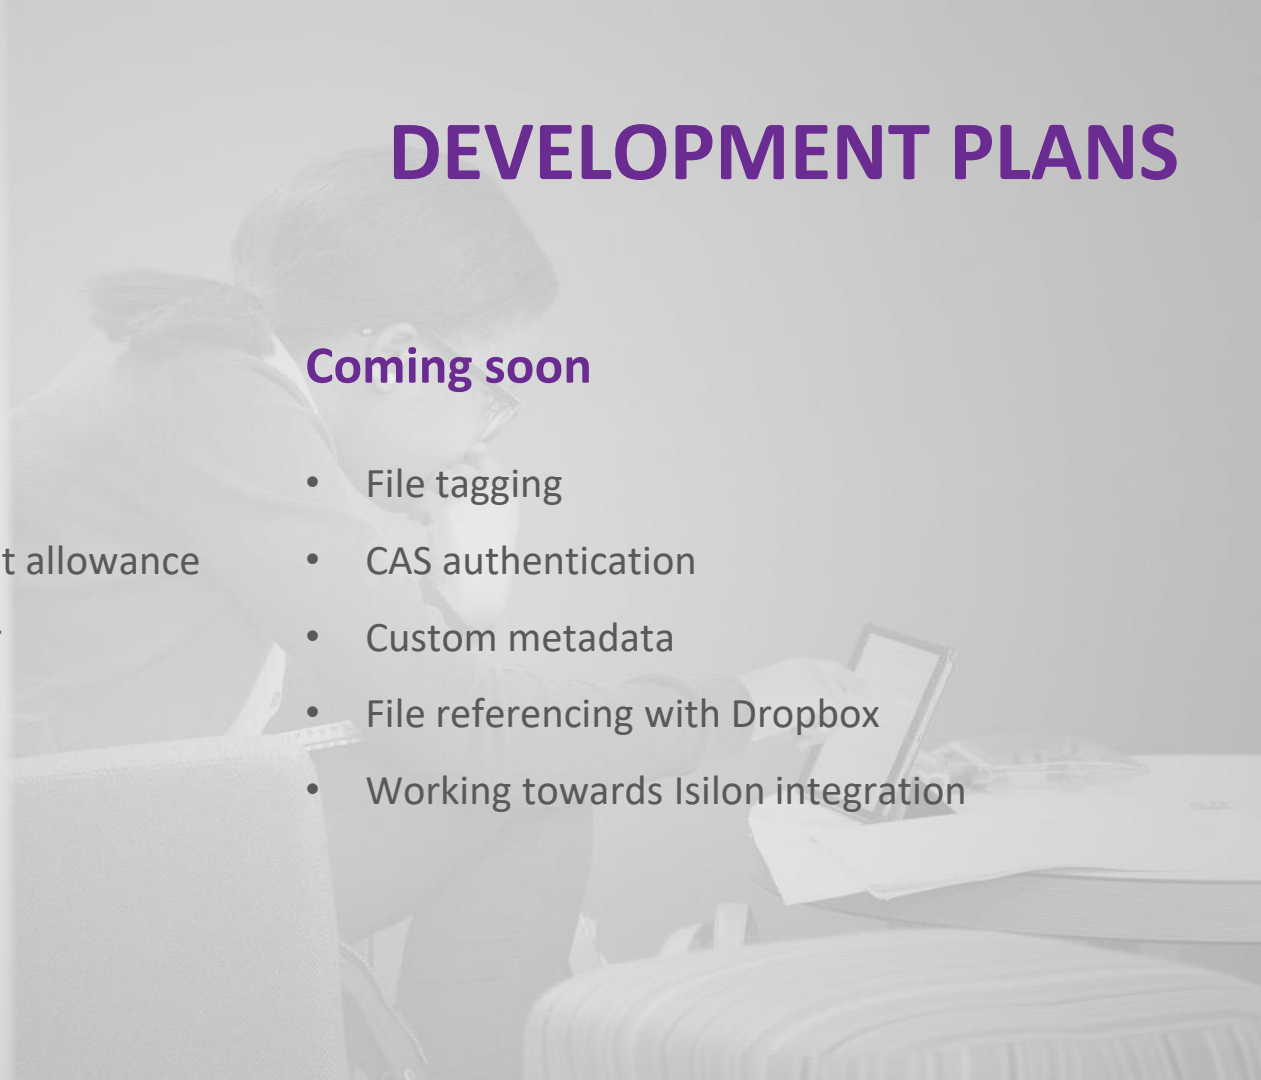 DEVELOPMENT PLANS
Coming soon
• File tagging
allowance
• CAS authentication
• Custom metadata
• File referencing with Dropbox
• Working towards Isilon integration